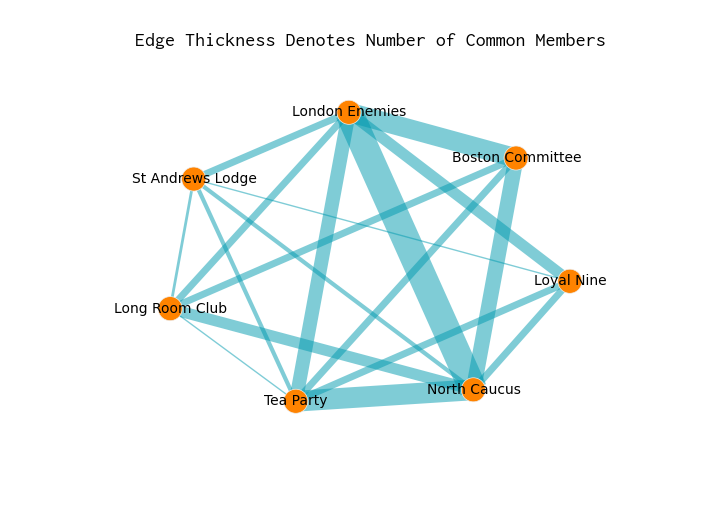 Edge Thickness Denotes Number of Common Members
London Enemies
Boston Committee
St Andrews Lodge
Loyal Nine
Long Room Club
North Caucus
Tea Party